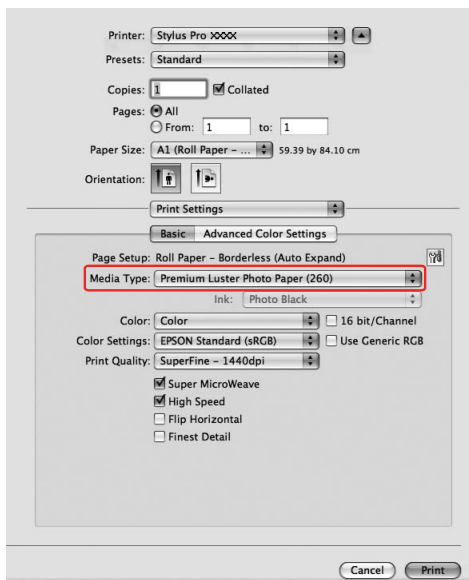 Printer: Stylus Pro XXXX
Presets: Standard
Copies: 1 Collated
Pages: All
From: 1 to: 1
Paper Size: A1 (Roll Paper – ... 59.39 by 84.10 cm
Orientation:
Print Settings
Basic Advanced Color Settings
Page Setup: Roll Paper – Borderless (Auto Expand)
Media Type: Premium Luster Photo Paper (260)
Ink: Photo Black
Color: Color 16 bit/Channel
Color Settings: EPSON Standard (sRGB) Use Generic RGB
Print Quality: SuperFine – 1440dpi
Super MicroWeave
High Speed
Flip Horizontal
Finest Detail
Cancel Print